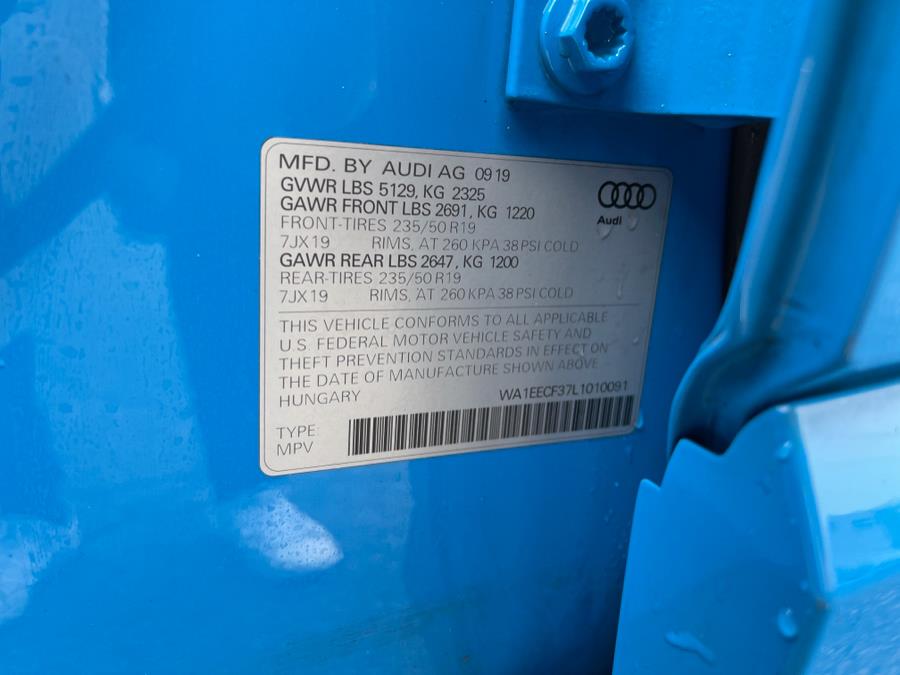 MFD. BY AUDI AG 09 19
GVWR LBS 5129, KG 2325
GAWR FRONT LBS 2691, KG 1220
FRONT-TIRES 235/50 R19
7JX19 RIMS, AT 260 KPA 38 PSI COLD
GAWR REAR LBS 2647, KG 1200
REAR-TIRES 235/50 R19
7JX19 RIMS, AT 260 KPA 38 PSI COLD
Audi
THIS VEHICLE CONFORMS TO ALL APPLICABLE
U.S. FEDERAL MOTOR VEHICLE SAFETY AND
THEFT PREVENTION STANDARDS IN EFFECT ON
THE DATE OF MANUFACTURE SHOWN ABOVE
HUNGARY WA1EECF37L1010091
TYPE:
MPV